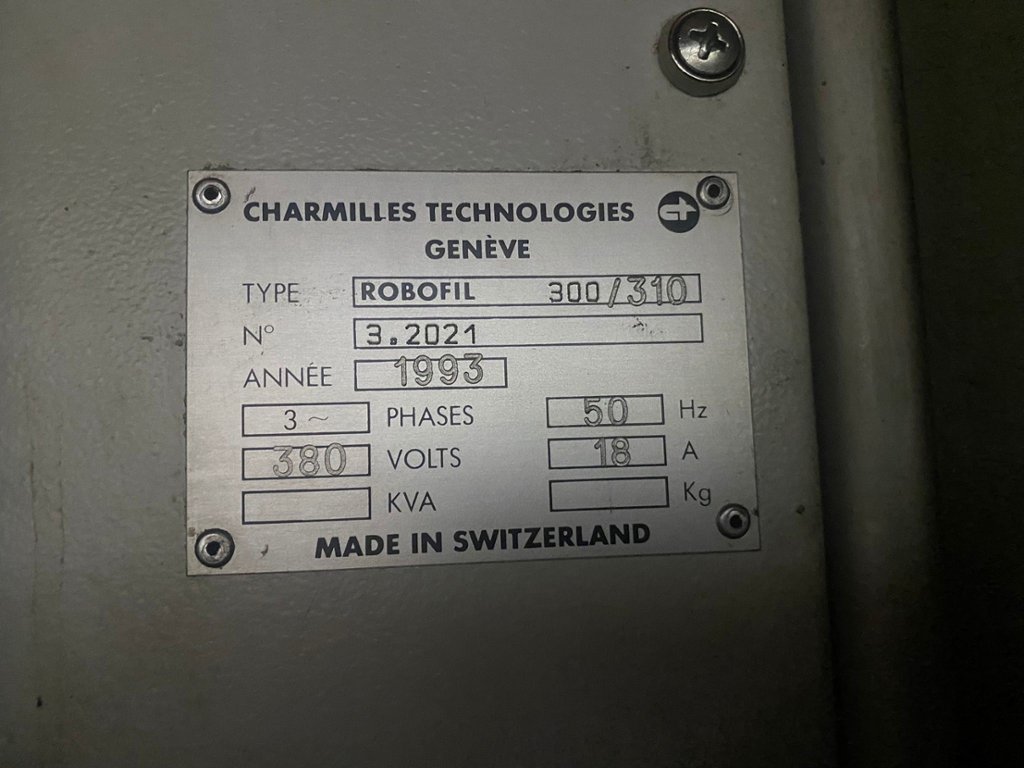 CHARMILLES TECHNOLOGIES
GENÈVE
TYPE ROBOFIL 300/310
N° 3.2021
ANNÉE 1993
3~ PHASES 50 Hz
380 VOLTS 18 A
KVA Kg
MADE IN SWITZERLAND